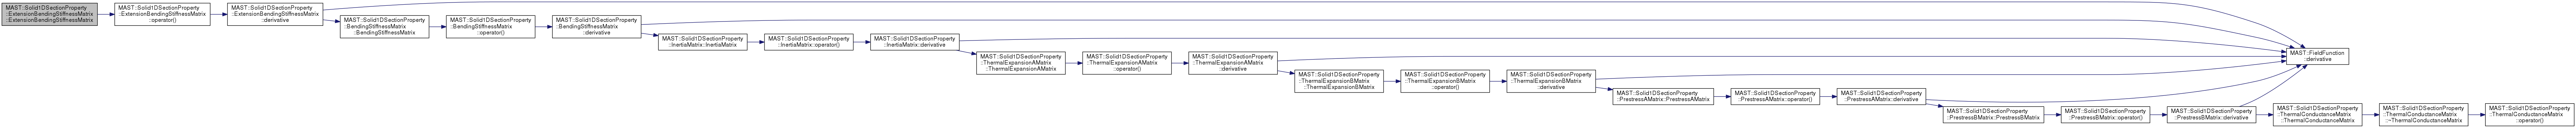 MAST::Solid1DSectionProperty
::ExtensionBendingStiffnessMatrix
::ExtensionBendingStiffnessMatrix
MAST::Solid1DSectionProperty
::ExtensionBendingStiffnessMatrix
::operator()
MAST::Solid1DSectionProperty
::ExtensionBendingStiffnessMatrix
::derivative
MAST::Solid1DSectionProperty
::BendingStiffnessMatrix
::BendingStiffnessMatrix
MAST::Solid1DSectionProperty
::BendingStiffnessMatrix
::operator()
MAST::Solid1DSectionProperty
::BendingStiffnessMatrix
::derivative
MAST::Solid1DSectionProperty
::InertiaMatrix::InertiaMatrix
MAST::Solid1DSectionProperty
::InertiaMatrix::operator()
MAST::Solid1DSectionProperty
::InertiaMatrix::derivative
MAST::Solid1DSectionProperty
::ThermalExpansionAMatrix
::ThermalExpansionAMatrix
MAST::Solid1DSectionProperty
::ThermalExpansionAMatrix
::operator()
MAST::Solid1DSectionProperty
::ThermalExpansionAMatrix
::derivative
MAST::Solid1DSectionProperty
::ThermalExpansionBMatrix
::ThermalExpansionBMatrix
MAST::Solid1DSectionProperty
::ThermalExpansionBMatrix
::operator()
MAST::Solid1DSectionProperty
::ThermalExpansionBMatrix
::derivative
MAST::Solid1DSectionProperty
::PrestressAMatrix::PrestressAMatrix
MAST::Solid1DSectionProperty
::PrestressAMatrix::operator()
MAST::Solid1DSectionProperty
::PrestressAMatrix::derivative
MAST::Solid1DSectionProperty
::PrestressBMatrix::PrestressBMatrix
MAST::Solid1DSectionProperty
::PrestressBMatrix::operator()
MAST::Solid1DSectionProperty
::PrestressBMatrix::derivative
MAST::FieldFunction
::derivative
MAST::Solid1DSectionProperty
::ThermalConductanceMatrix
::ThermalConductanceMatrix
MAST::Solid1DSectionProperty
::ThermalConductanceMatrix
::~ThermalConductanceMatrix
MAST::Solid1DSectionProperty
::ThermalConductanceMatrix
::operator()